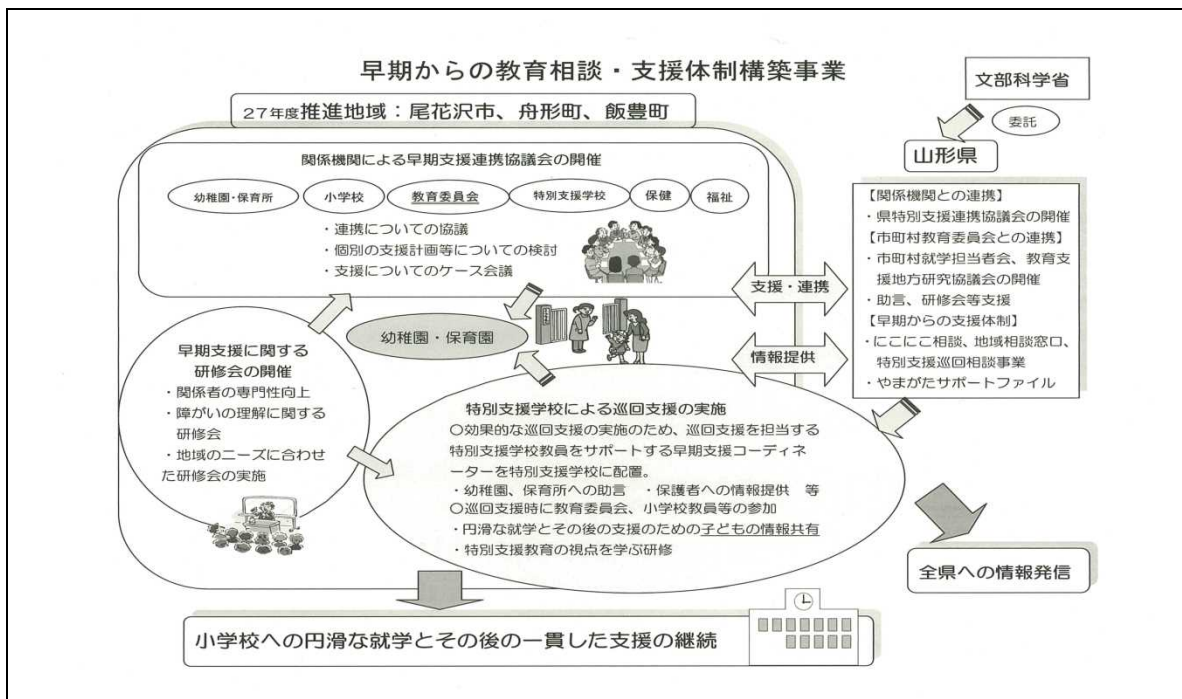 早期からの教育相談・支援体制構築事業
文部科学省
委託
山形県
27年度推進地域：尾花沢市、舟形町、飯豊町
関係機関による早期支援連携協議会の開催
幼稚園・保育所
小学校
教育委員会
特別支援学校
保健
福祉
・連携についての協議
・個別の支援計画等についての検討
・支援についてのケース会議
【関係機関との連携】
・県特別支援連携協議会の開催
【市町村教育委員会との連携】
・市町村就学担当者会、教育支
援地方研究協議会の開催
・助言、研修会等支援
【早期からの支援体制】
・にこにこ相談、地域相談窓口、
特別支援巡回相談事業
・やまがたサポートファイル
支援・連携
情報提供
幼稚園・保育園
早期支援に関する
研修会の開催
・関係者の専門性向上
・障がいの理解に関する
研修会
・地域のニーズに合わせ
た研修会の実施
特別支援学校による巡回支援の実施
〇効果的な巡回支援の実施のため、巡回支援を担当する
特別支援学校教員をサポートする早期支援コーディネ
ーターを特別支援学校に配置。
・幼稚園、保育所への助言　・保護者への情報提供　等
〇巡回支援時に教育委員会、小学校教員等の参加
・円滑な就学とその後の支援のための子どもの情報共有
・特別支援教育の視点を学ぶ研修
全県への情報発信
小学校への円滑な就学とその後の一貫した支援の継続